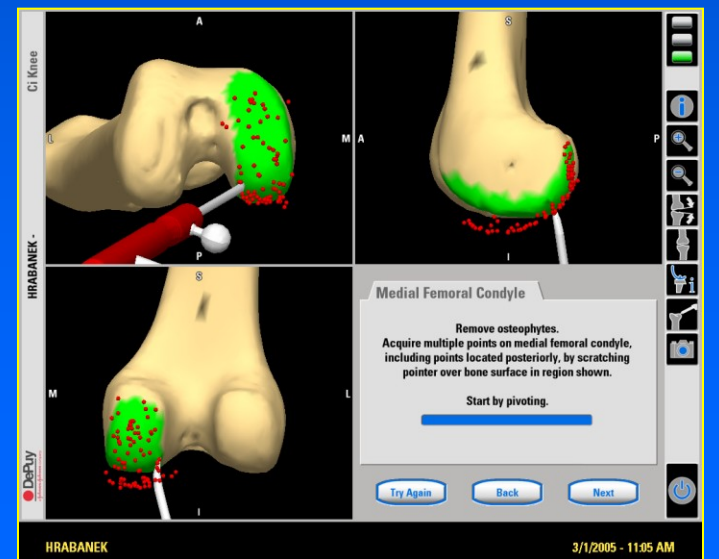 Ci Knee
HRABANEK -
DePuy
A
L
M
P
S
A
P
I
S
M
L
I
Medial Femoral Condyle
Remove osteophytes.
Acquire multiple points on medial femoral condyle,
including points located posteriorly, by scratching
pointer over bone surface in region shown.
Start by pivoting.
Try Again
Back
Next
i
i
HRABANEK
3/1/2005 - 11:05 AM